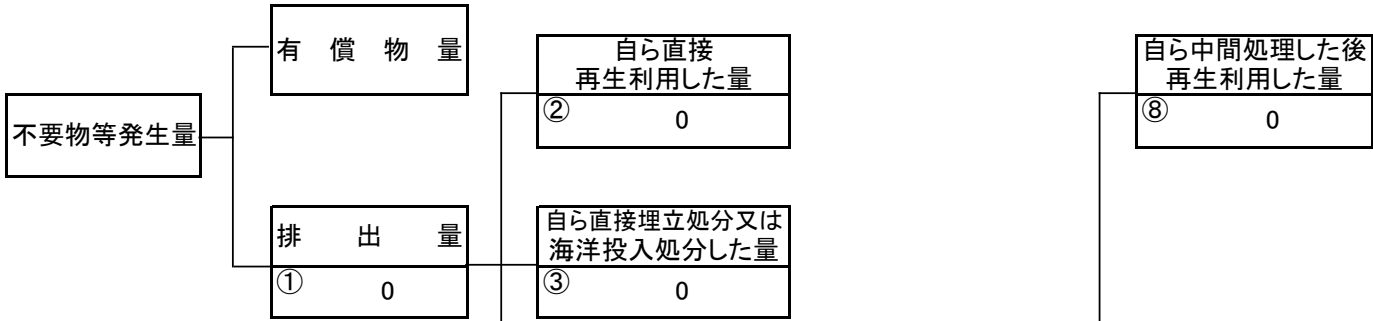 有償物量
自ら直接
再生利用した量
② 0
自ら中間処理した後
再生利用した量
⑧ 0
不要物等発生量
排出量
① 0
自ら直接埋立処分又は
海洋投入処分した量
③ 0